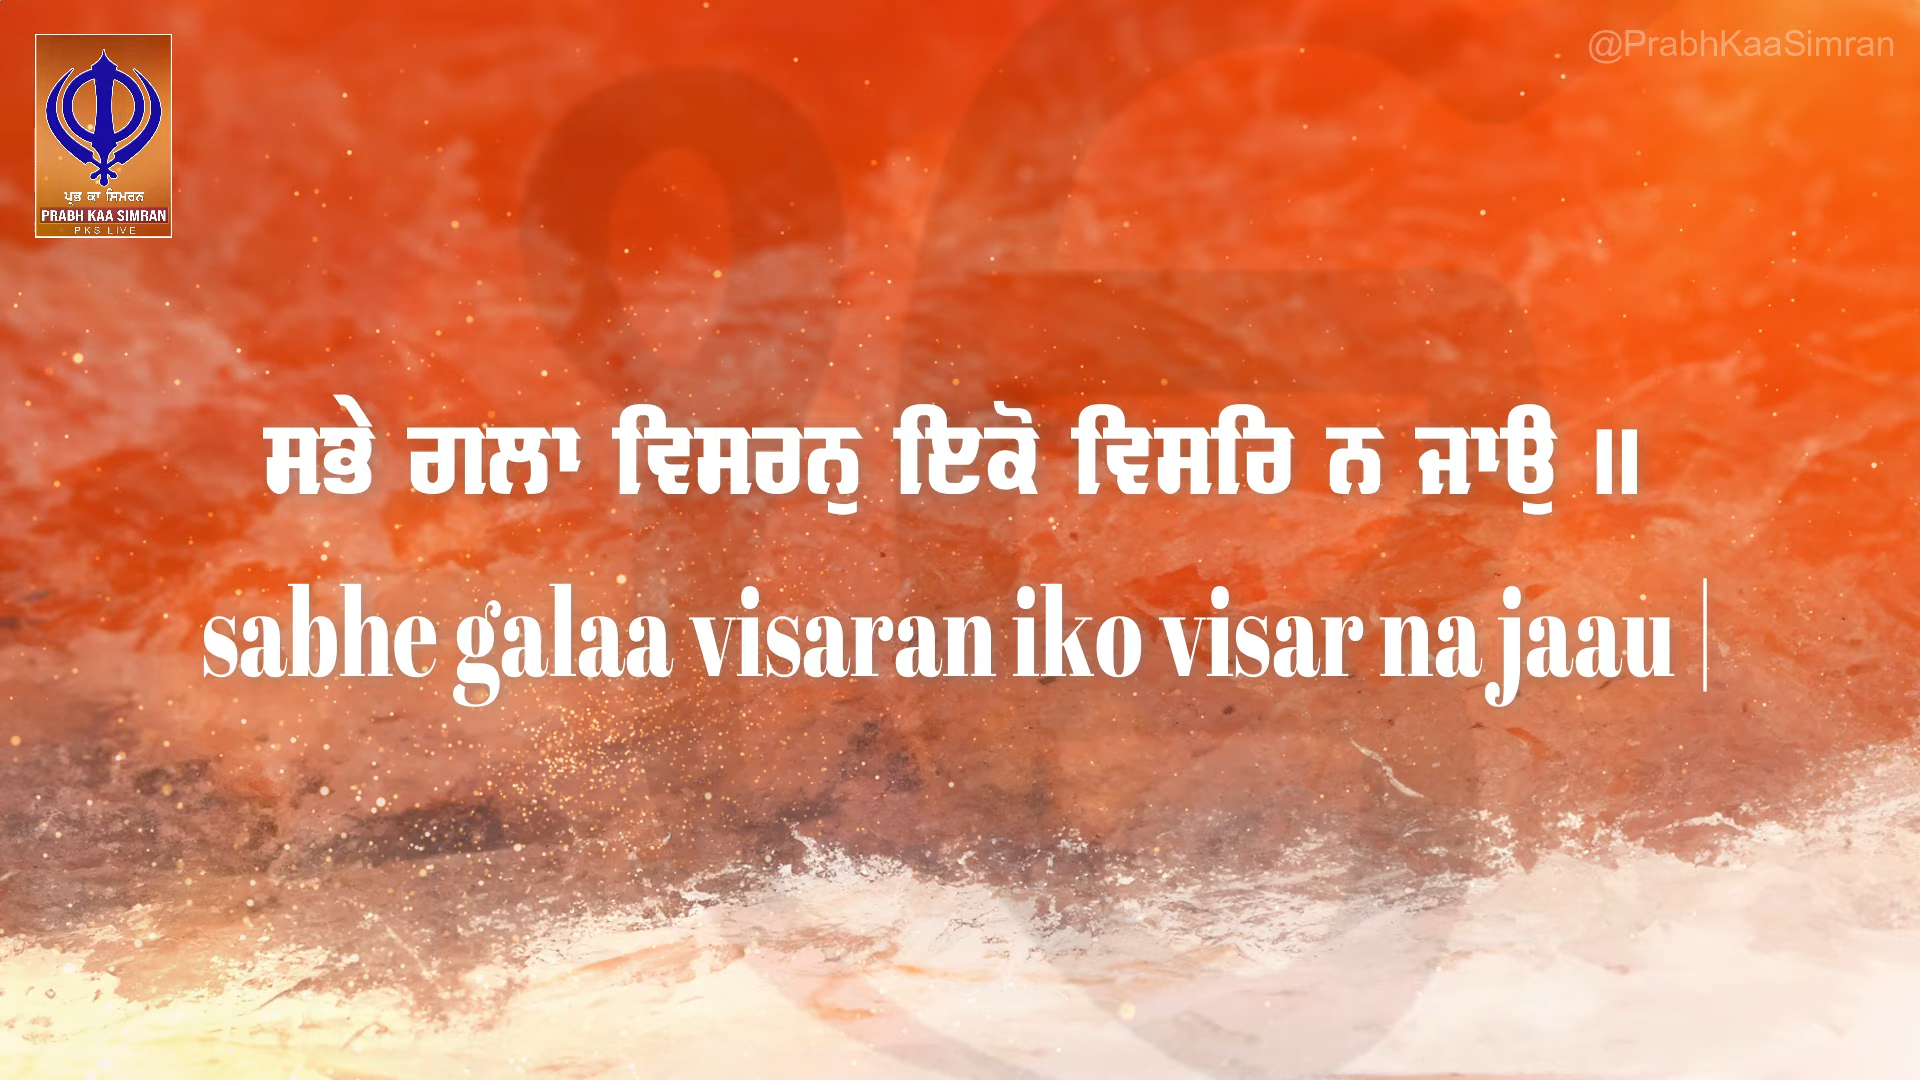 @PrabhKaaSimran
ਪ੍ਰਭ ਕਾ ਸਿਮਰਨ
PRABH KAA SIMRAN
PKS LIVE
ਸਭੇ ਗਲਾ ਵਿਸਰਨੁ ਇਕੋ ਵਿਸਰਿ ਨ ਜਾਉ ॥
sabhe galaa visaran iko visar na jaau |